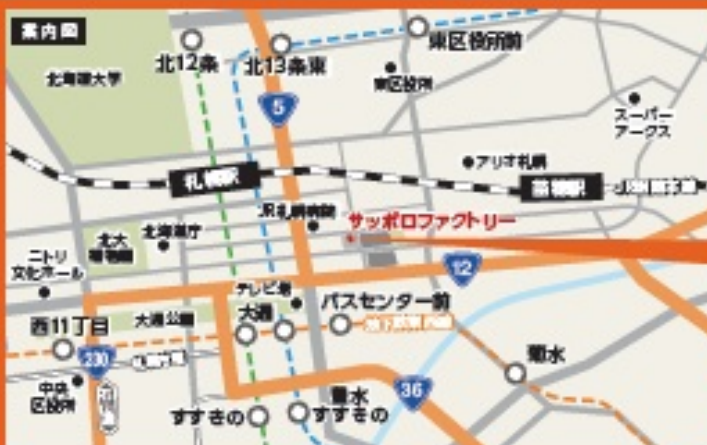 案内図
北12条
北13条東
東区役所前
北海道大学
東区役所
5
スーパー
アークス
アリオ札幌
札幌駅
苗穂駅
JR札幌病院
サッポロファクトリー
北大
植物園
北海道庁
ニトリ
文化ホール
12
テレビ塔
バスセンター前
大通公園
大通
西11丁目
230
菊水
中央
区役所
36
すすきの
豊水
すすきの